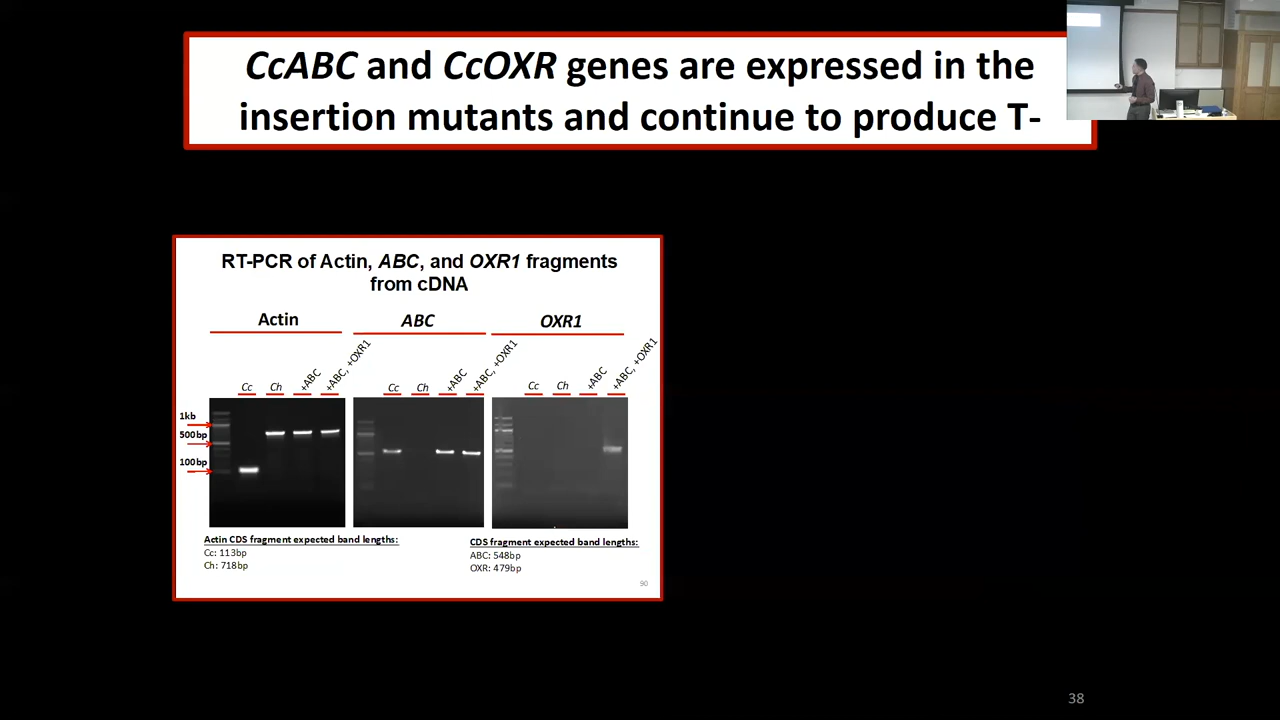 CcABC and CcOXR genes are expressed in the
insertion mutants and continue to produce T-
RT-PCR of Actin, ABC, and OXR1 fragments
from cDNA
Actin
ABC
OXR1
Cc
Ch
+ABC
+ABC, +OXR1
Cc
Ch
+ABC
+ABC, +OXR1
Cc
Ch
+ABC
+ABC, +OXR1
1kb
500bp
100bp
Actin CDS fragment expected band lengths:
Cc: 113bp
Ch: 718bp
CDS fragment expected band lengths:
ABC: 548bp
OXR: 479bp
90
38